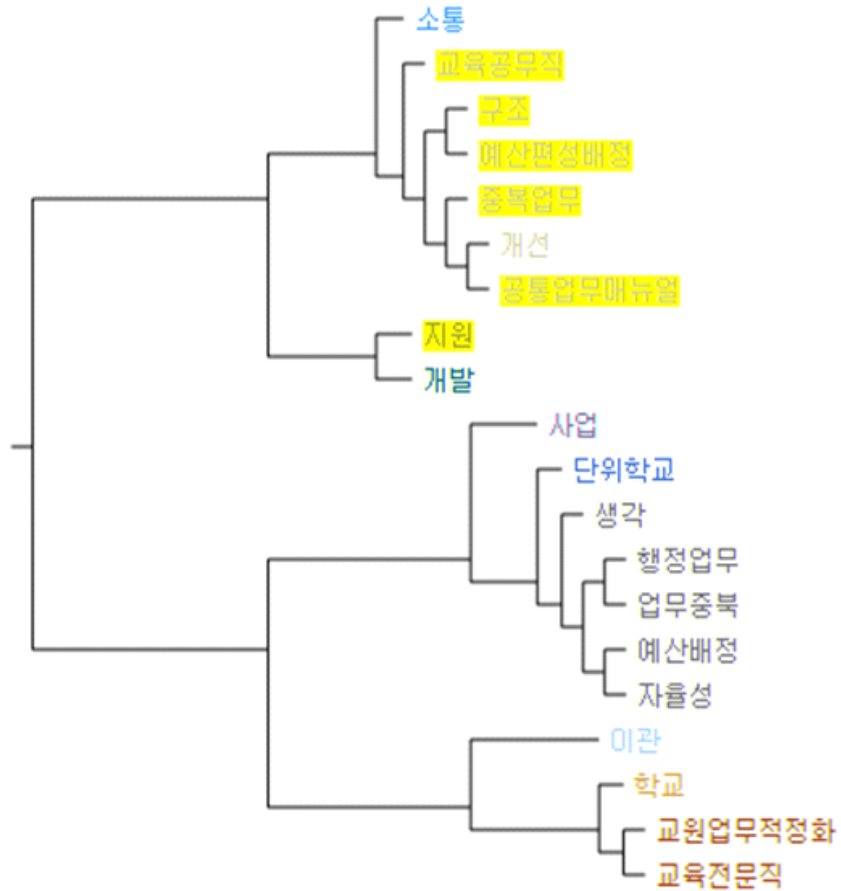 소통
교육공무직
구조
예산편성배정
중복업무
개선
공통업무매뉴얼
지원
개발
사업
단위학교
생각
행정업무
업무중복
예산배정
자율성
이관
학교
교원업무적정화
교육전문직